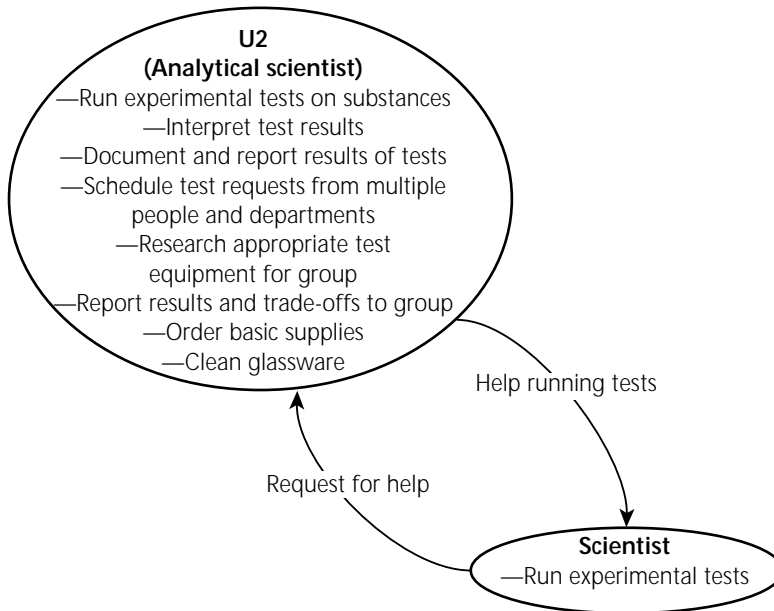 U2
(Analytical scientist)
—Run experimental tests on substances
—Interpret test results
—Document and report results of tests
—Schedule test requests from multiple
people and departments
—Research appropriate test
equipment for group
—Report results and trade-offs to group
—Order basic supplies
—Clean glassware
Help running tests
Request for help
Scientist
—Run experimental tests